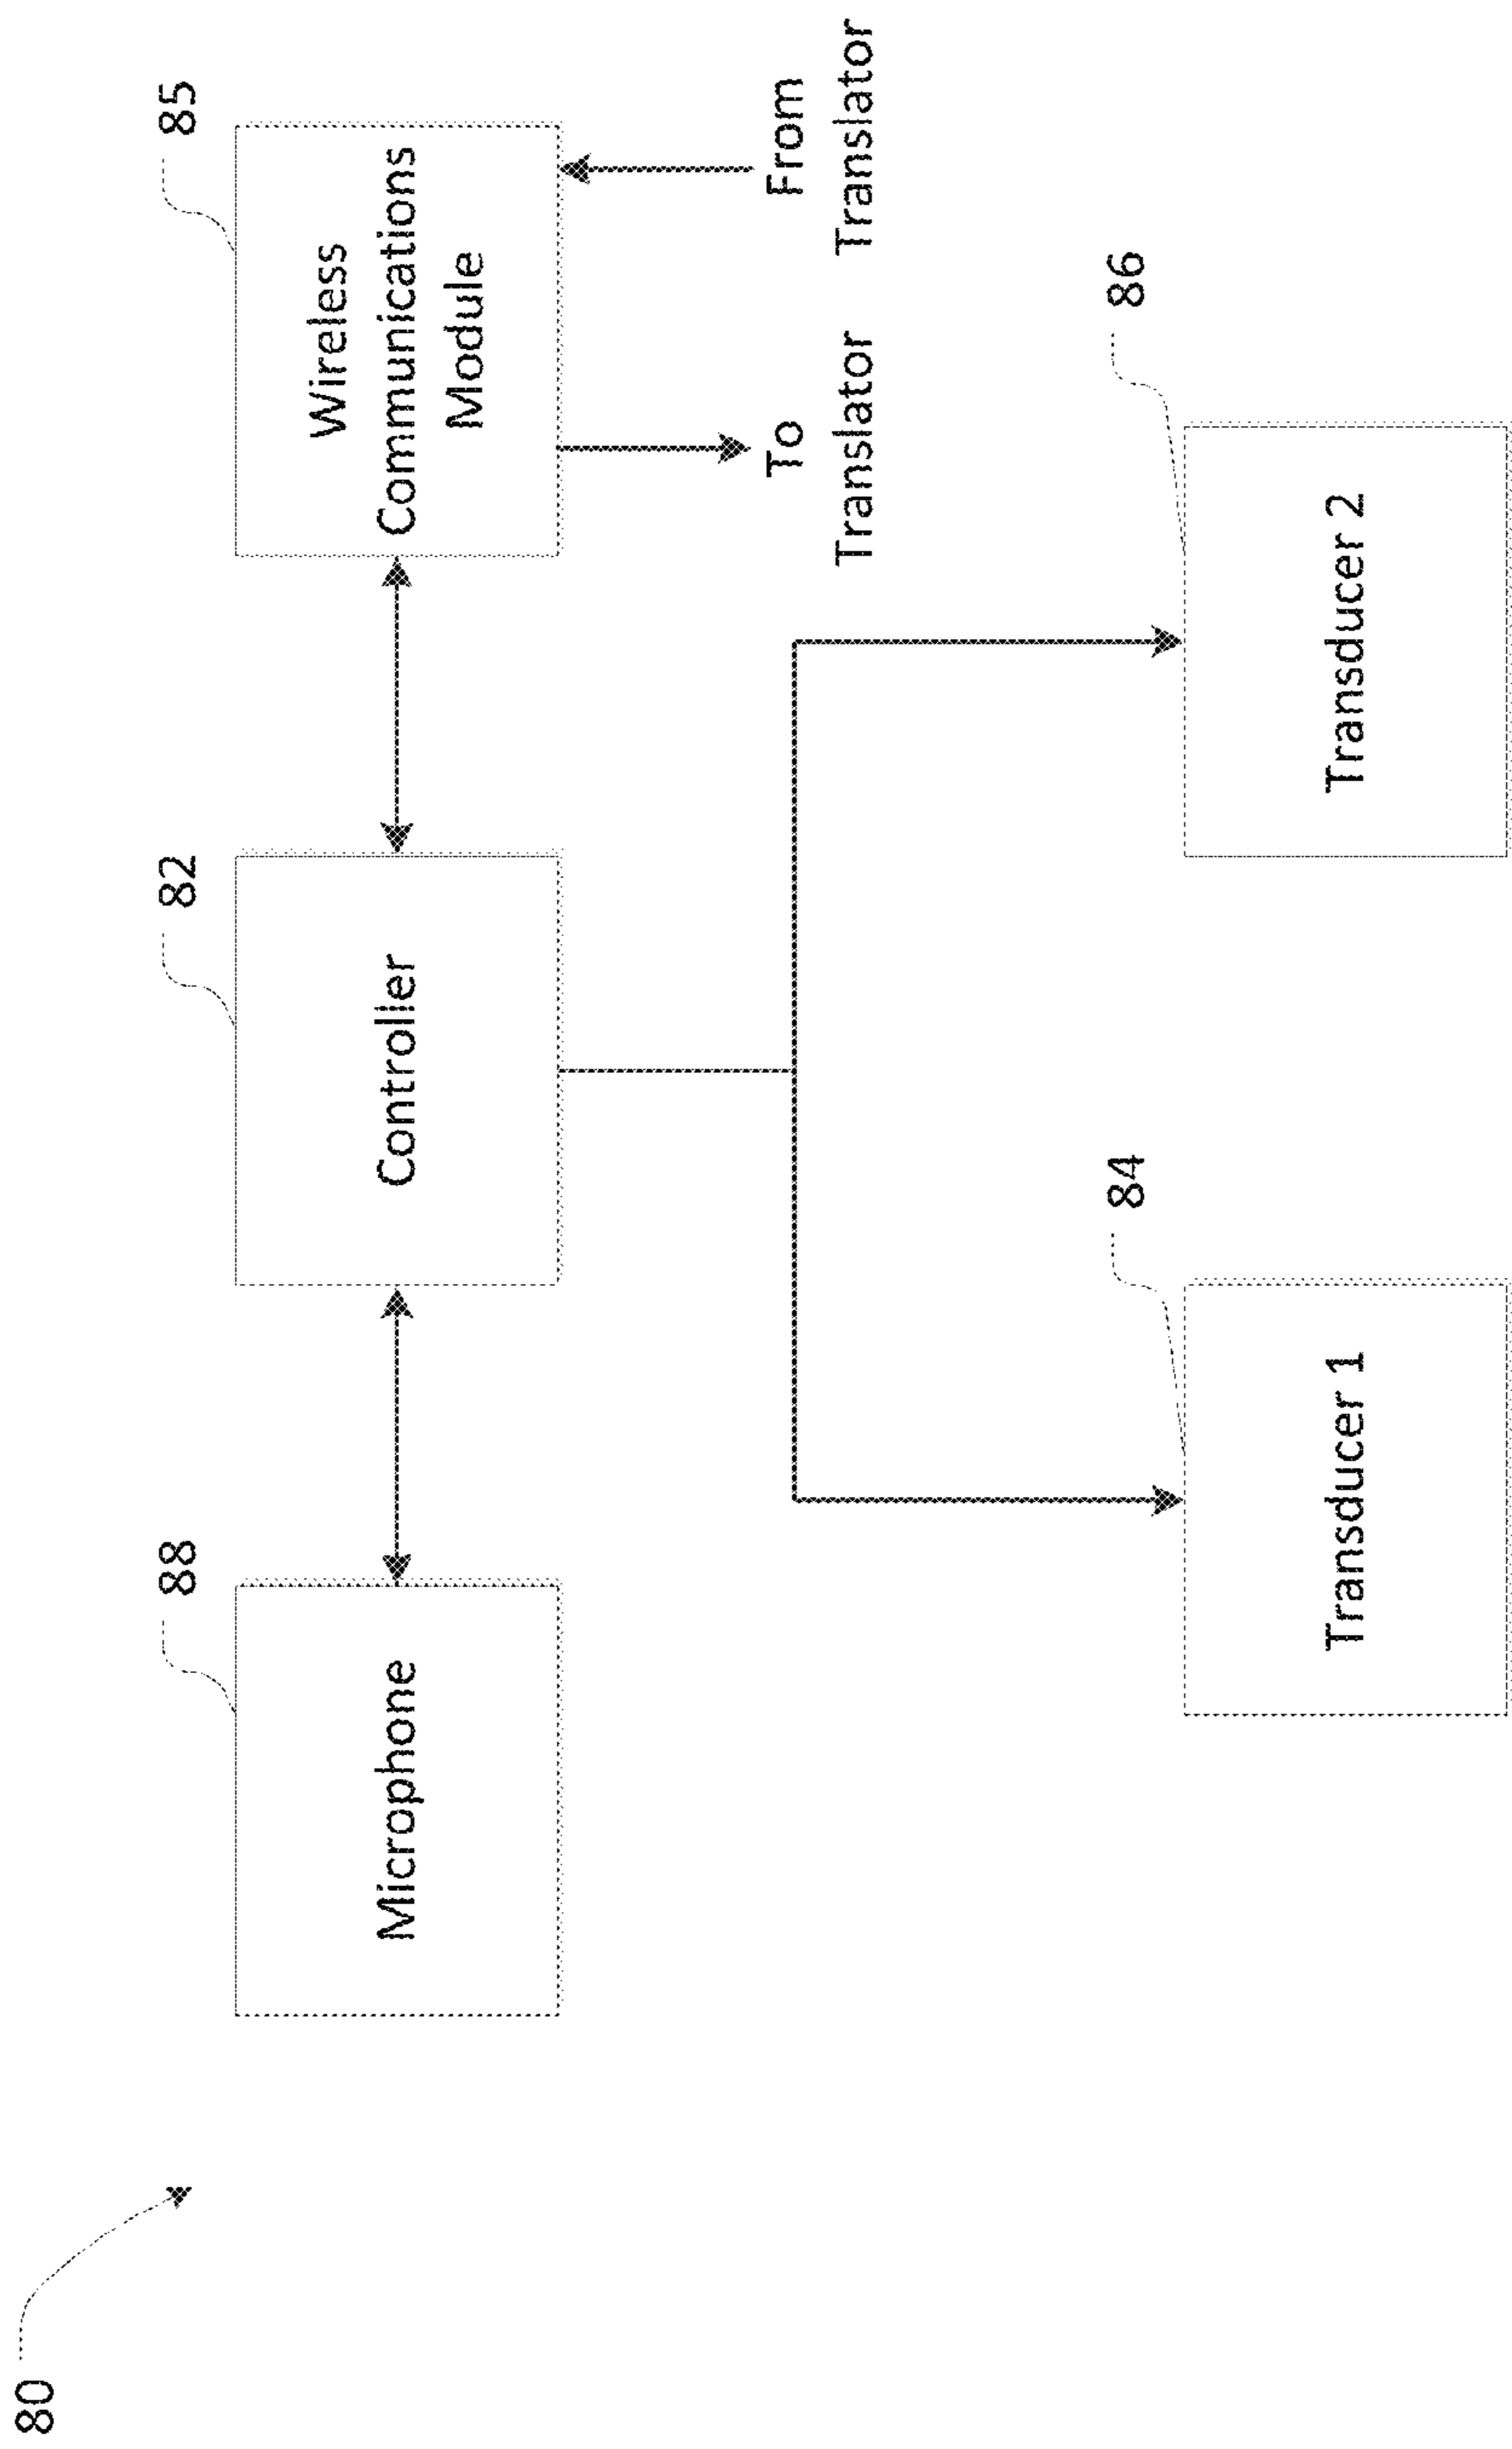 80
88
82
85
Microphone
Controller
Wireless
Communications
Module
To
Translator
From
Translator
84
86
Transducer 1
Transducer 2